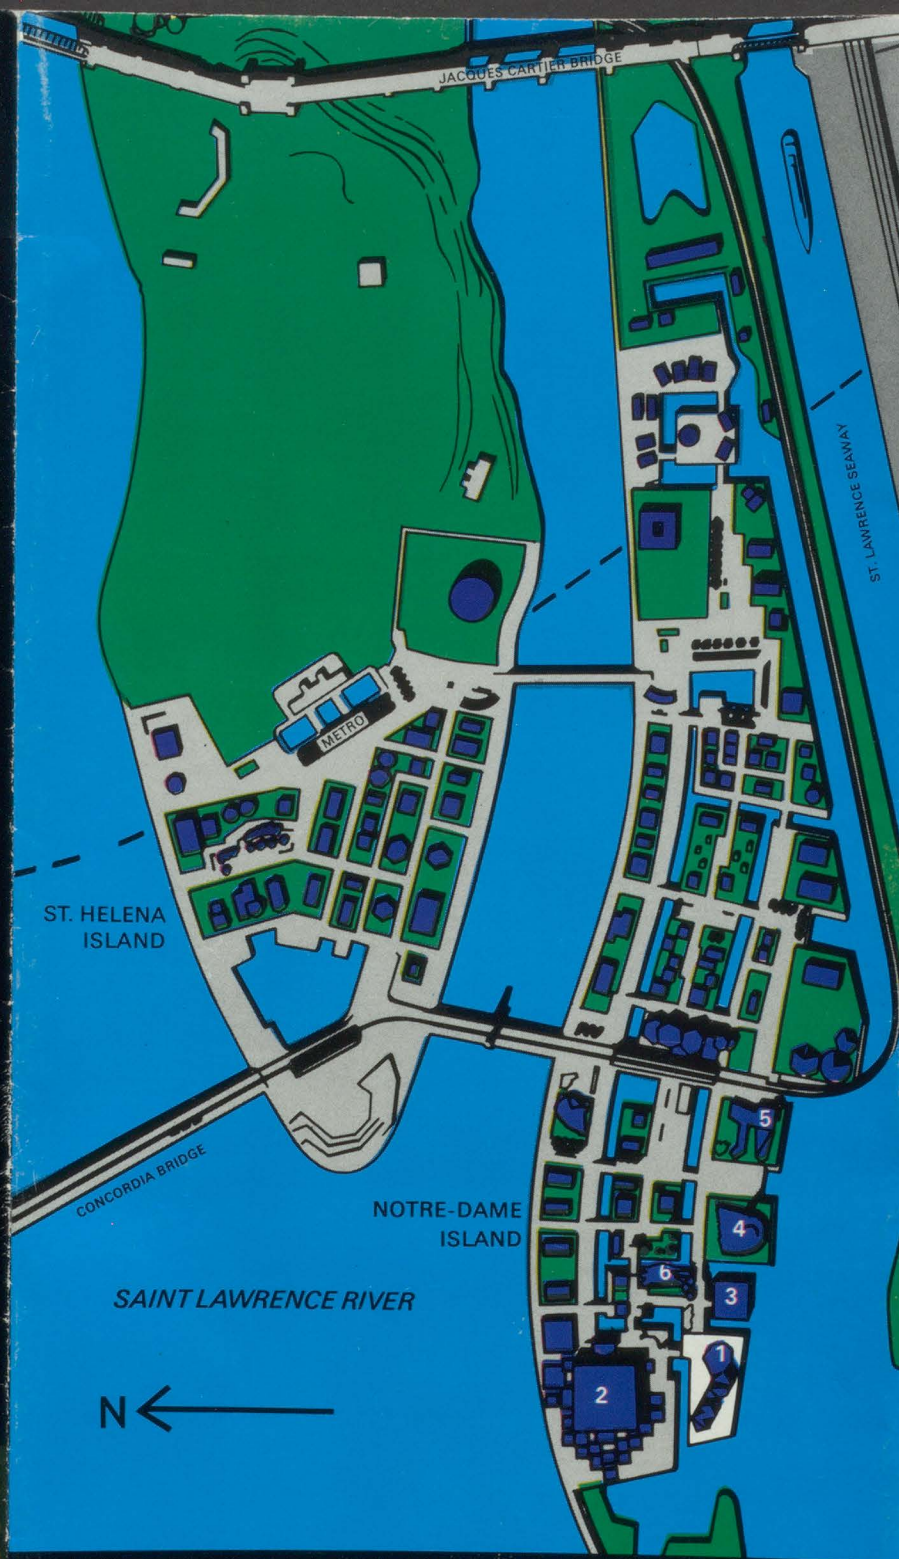 JACQUES CARTIER BRIDGE
ST. LAWRENCE SEAWAY
METRO
ST. HELENA
ISLAND
CONCORDIA BRIDGE
5
NOTRE-DAME
ISLAND
4
6
3
SAINT LAWRENCE RIVER
1
2
N